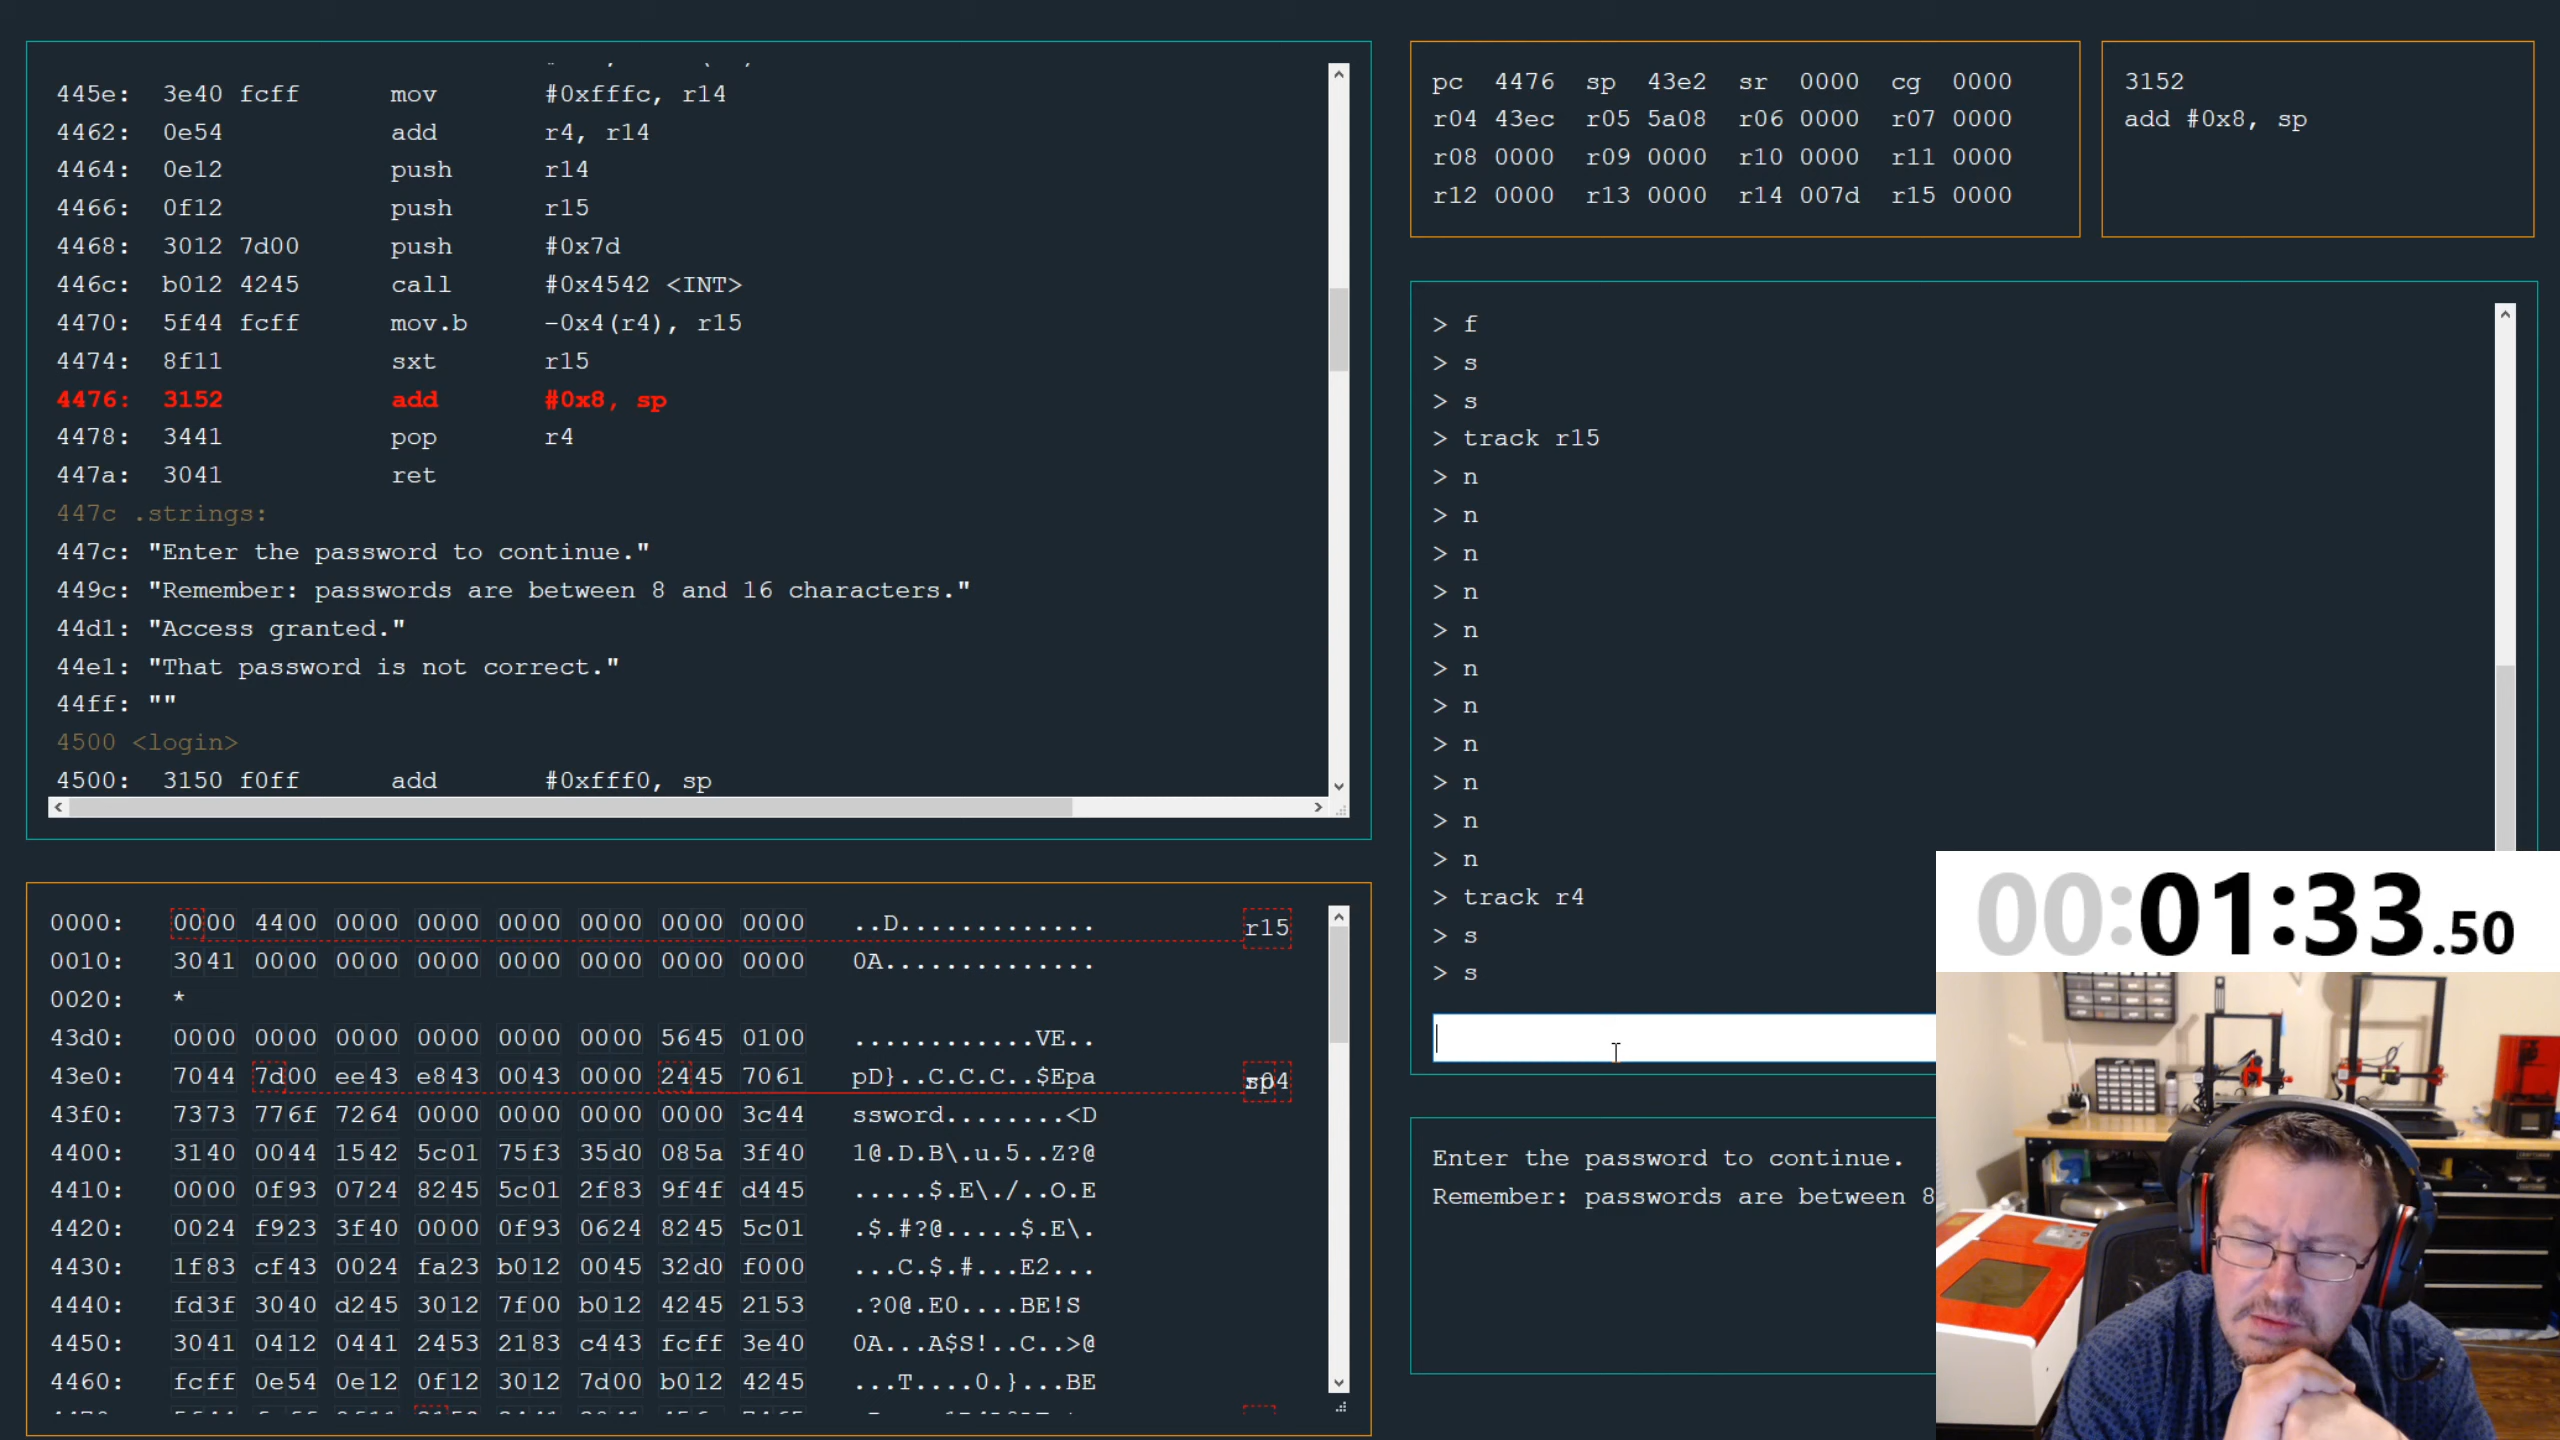 445e: 3e40 fcff mov #0xfffc, r14
4462: 0e54 add r4, r14
4464: 0e12 push r14
4466: 0f12 push r15
4468: 3012 7d00 push #0x7d
446c: b012 4245 call #0x4542 <INT>
4470: 5f44 fcff mov.b -0x4(r4), r15
4474: 8f11 sxt r15
4476: 3152 add #0x8, sp
4478: 3441 pop r4
447a: 3041 ret
447c .strings:
447c: "Enter the password to continue."
449c: "Remember: passwords are between 8 and 16 characters."
44d1: "Access granted."
44e1: "That password is not correct."
44ff: ""
4500 <login>
4500: 3150 f0ff add #0xfff0, sp
pc 4476 sp 43e2 sr 0000 cg 0000
r04 43ec r05 5a08 r06 0000 r07 0000
r08 0000 r09 0000 r10 0000 r11 0000
r12 0000 r13 0000 r14 007d r15 0000
3152
add #0x8, sp
> f
> s
> s
> track r15
> n
> n
> n
> n
> n
> n
> n
> n
> n
> n
> n
> track r4
> s
> s
00:01:33.50
0000: 0000 4400 0000 0000 0000 0000 0000 0000 ..D............. r15
0010: 3041 0000 0000 0000 0000 0000 0000 0000 0A..............
0020: *
43d0: 0000 0000 0000 0000 0000 0000 5645 0100 ............VE..
43e0: 7044 7d00 ee43 e843 0043 0000 2445 7061 pD}..C.C.C..$Epa
43f0: 7373 776f 7264 0000 0000 0000 0000 3c44 ssword........<D
4400: 3140 0044 1542 5c01 75f3 35d0 085a 3f40 1@.D.B\.u.5..Z?@
4410: 0000 0f93 0724 8245 5c01 2f83 9f4f d445 .....$.E\./..O.E
4420: 0024 f923 3f40 0000 0f93 0624 8245 5c01 .$.#?@.....$.E\.
4430: 1f83 cf43 0024 fa23 b012 0045 32d0 f000 ...C.$.#...E2...
4440: fd3f 3040 d245 3012 7f00 b012 4245 2153 .?0@.E0....BE!S
4450: 3041 0412 0441 2453 2183 c443 fcff 3e40 0A...A$S!..C..>@
4460: fcff 0e54 0e12 0f12 3012 7d00 b012 4245 ...T....0.}...BE
Enter the password to continue.
Remember: passwords are between 8